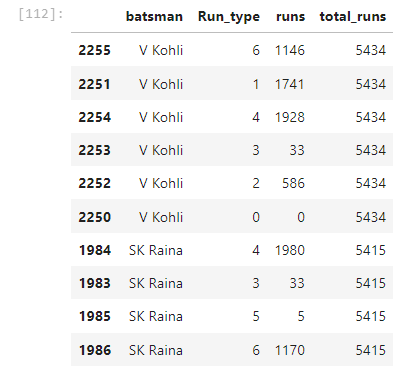 [112]:
batsman Run_type runs total_runs
2255 V Kohli 6 1146 5434
2251 V Kohli 1 1741 5434
2254 V Kohli 4 1928 5434
2253 V Kohli 3 33 5434
2252 V Kohli 2 586 5434
2250 V Kohli 0 0 5434
1984 SK Raina 4 1980 5415
1983 SK Raina 3 33 5415
1985 SK Raina 5 5 5415
1986 SK Raina 6 1170 5415